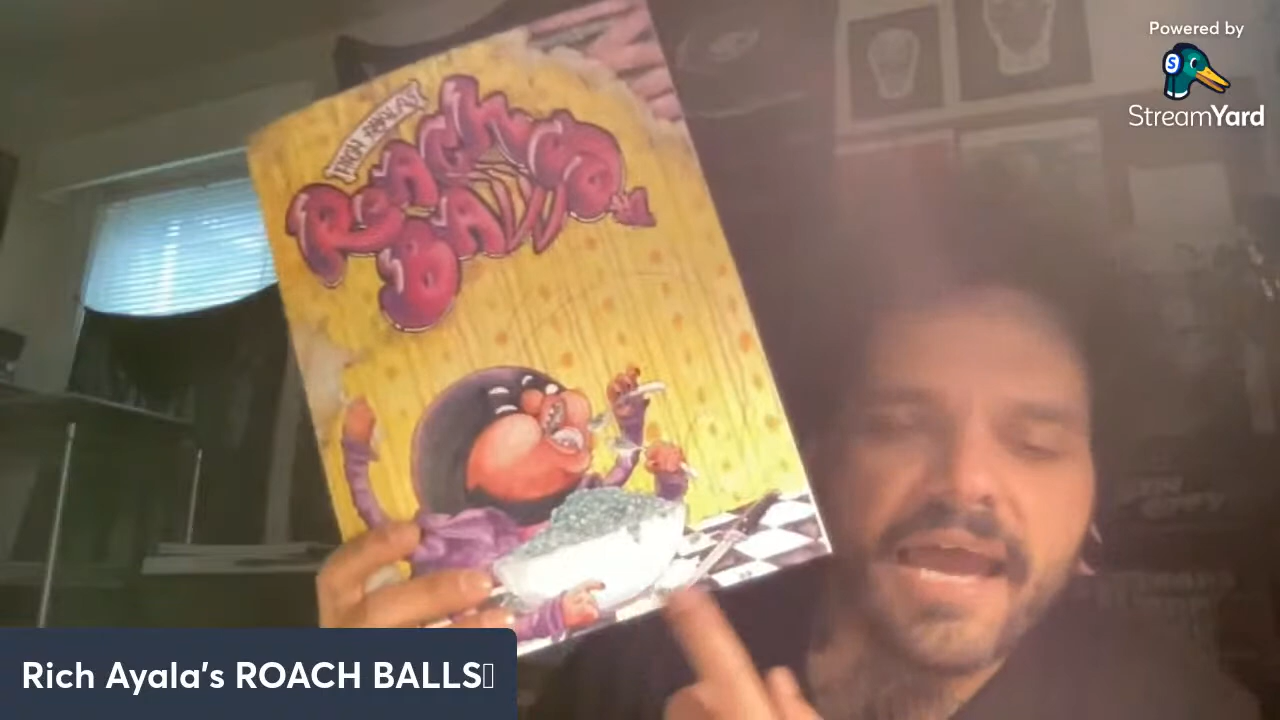 Powered by
StreamYard
RICH AYALA'S
ROACH
BALLS
Rich Ayala's ROACH BALLS▯